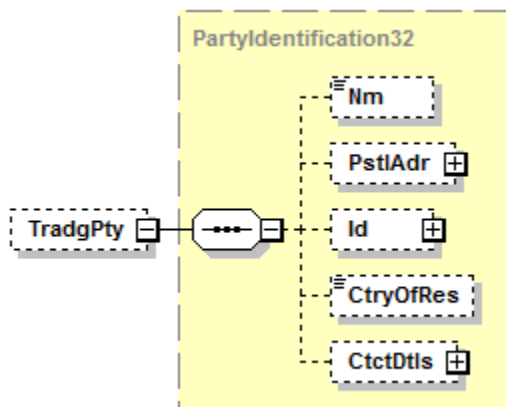 PartyIdentification32
Nm
PstlAdr
TradgPty
Id
CtryOfRes
CtctDtls